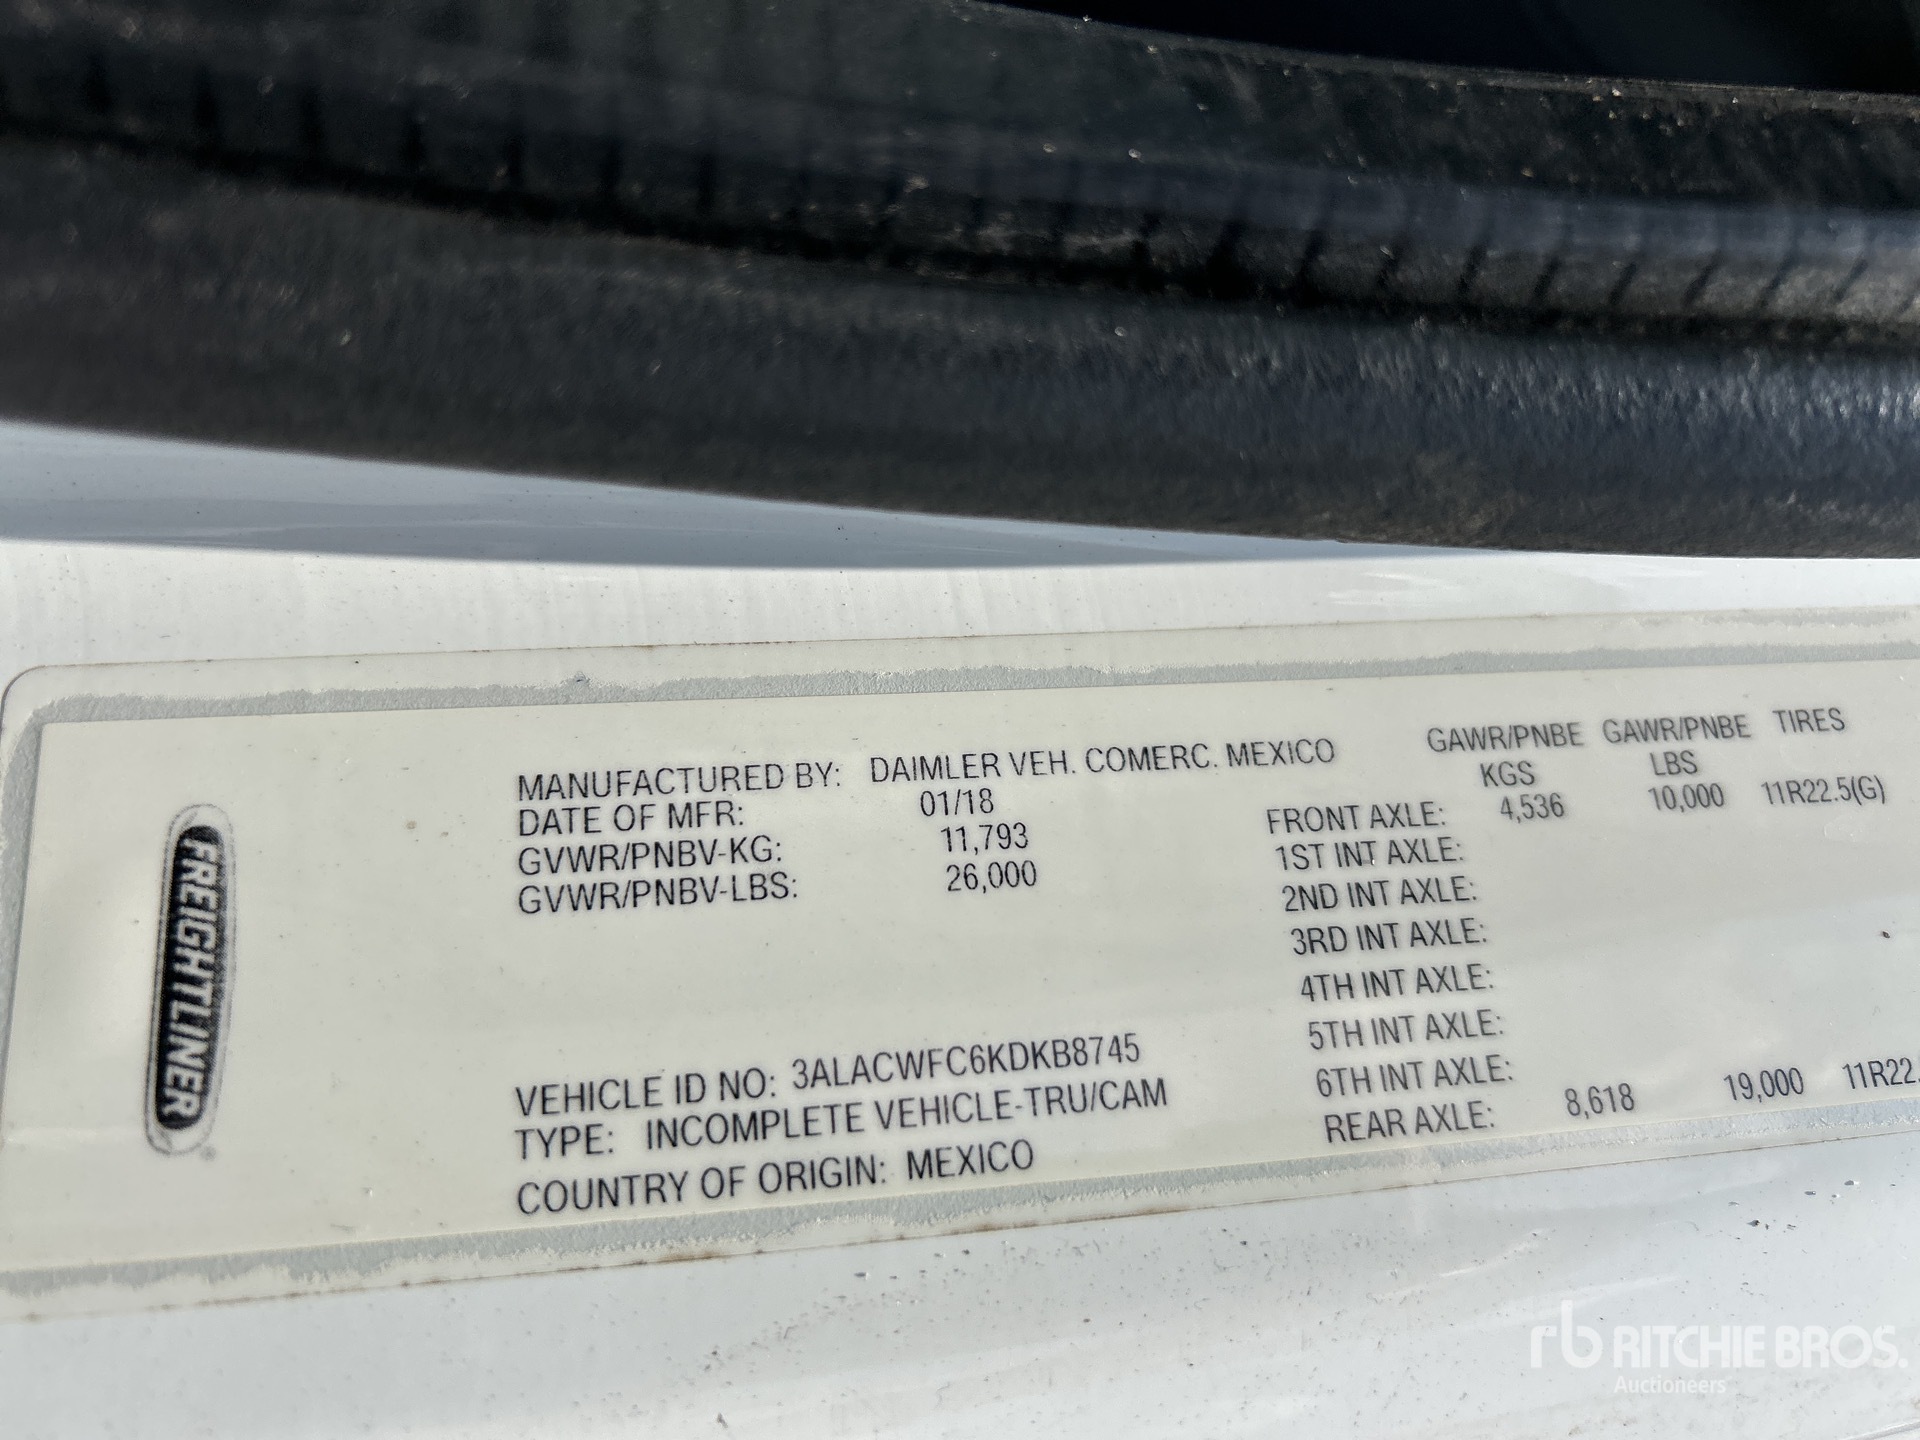 FREIGHTLINER
MANUFACTURED BY: DAIMLER VEH. COMERC. MEXICO
DATE OF MFR: 01/18
GVWR/PNBV-KG: 11,793
GVWR/PNBV-LBS: 26,000
VEHICLE ID NO: 3ALACWFC6KDKB8745
TYPE: INCOMPLETE VEHICLE-TRU/CAM
COUNTRY OF ORIGIN: MEXICO
GAWR/PNBE GAWR/PNBE TIRES
KGS LBS
FRONT AXLE: 4,536 10,000 11R22.5(G)
1ST INT AXLE:
2ND INT AXLE:
3RD INT AXLE:
4TH INT AXLE:
5TH INT AXLE:
6TH INT AXLE:
REAR AXLE: 8,618 19,000 11R22.
rb RITCHIE BROS.
Auctioneers